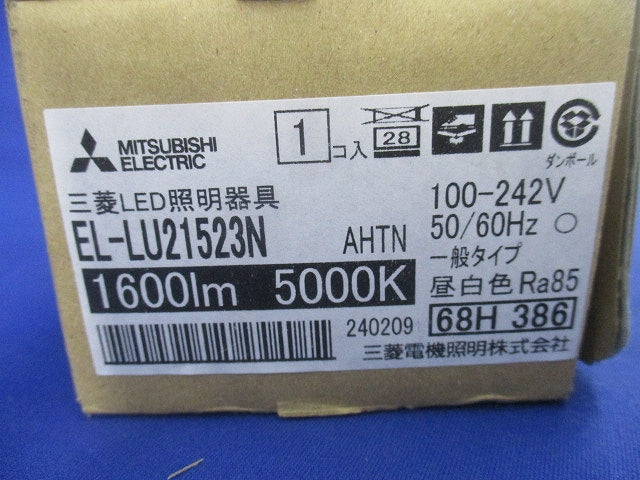 MITSUBISHI
ELECTRIC
1 コ入
28
ダンボール
三菱LED照明器具
EL-LU21523N AHTN
1600lm 5000K
100-242V
50/60Hz ○
一般タイプ
昼白色 Ra85
240209 68H 386
三菱電機照明株式会社